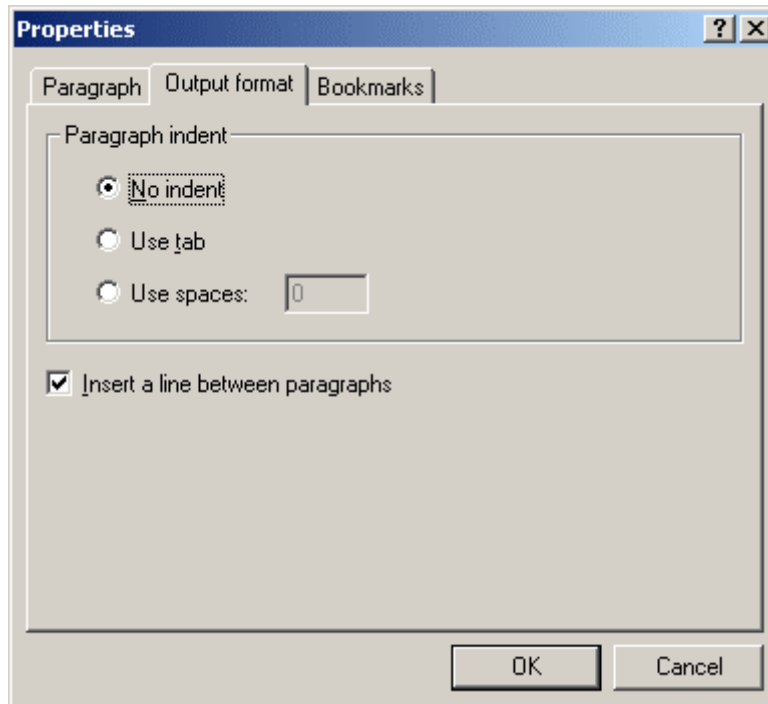 Properties
Paragraph Output format Bookmarks
Paragraph indent
No indent
Use tab
Use spaces: 0
Insert a line between paragraphs
OK Cancel